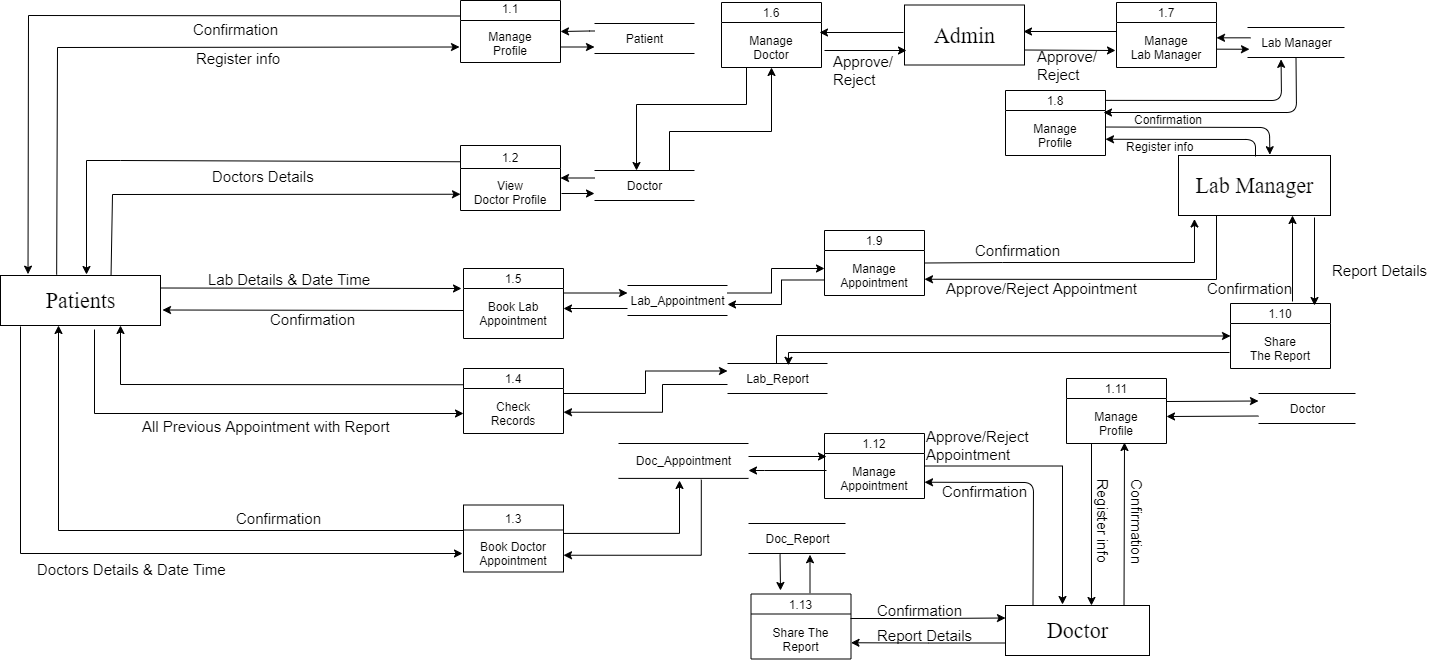 1.1
Manage
Profile
Confirmation
Register info
Patient
1.6
Manage
Doctor
Approve/
Reject
Admin
Approve/
Reject
1.7
Manage
Lab Manager
Lab Manager
1.8
Manage
Profile
Confirmation
Register info
Lab Manager
1.2
View
Doctor Profile
Doctors Details
Doctor
Patients
Lab Details & Date Time
Confirmation
1.5
Book Lab
Appointment
Lab_Appointment
1.9
Manage
Appointment
Confirmation
Approve/Reject Appointment
Confirmation
Report Details
1.10
Share
The Report
Lab_Report
1.4
Check
Records
All Previous Appointment with Report
1.11
Manage
Profile
Doctor
Register info
Confirmation
Doc_Appointment
1.12
Manage
Appointment
Approve/Reject
Appointment
Confirmation
1.3
Book Doctor
Appointment
Confirmation
Doctors Details & Date Time
Doc_Report
1.13
Share The
Report
Confirmation
Report Details
Doctor